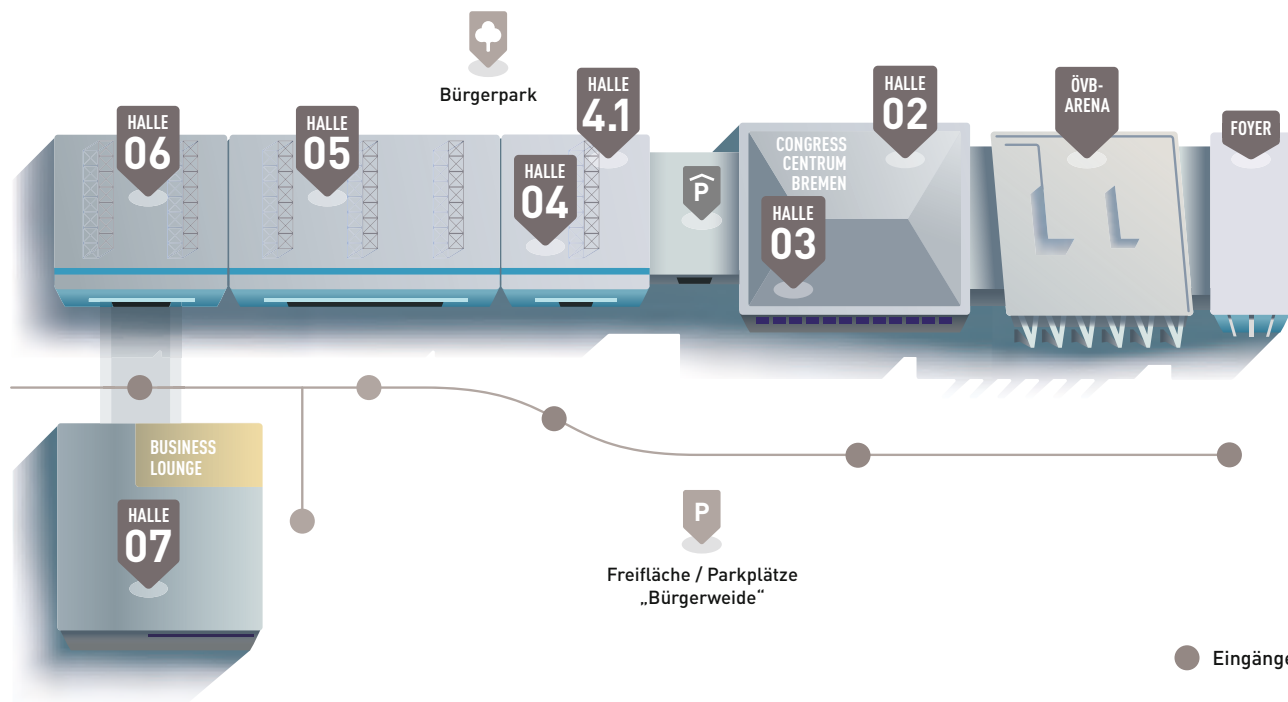 Bürgerpark
HALLE
06
HALLE
05
HALLE
04
HALLE
4.1
P
CONGRESS
CENTRUM
BREMEN
HALLE
02
HALLE
03
ÖVB-
ARENA
FOYER
BUSINESS
LOUNGE
HALLE
07
P
Freifläche / Parkplätze
„Bürgerweide“
Eingänge